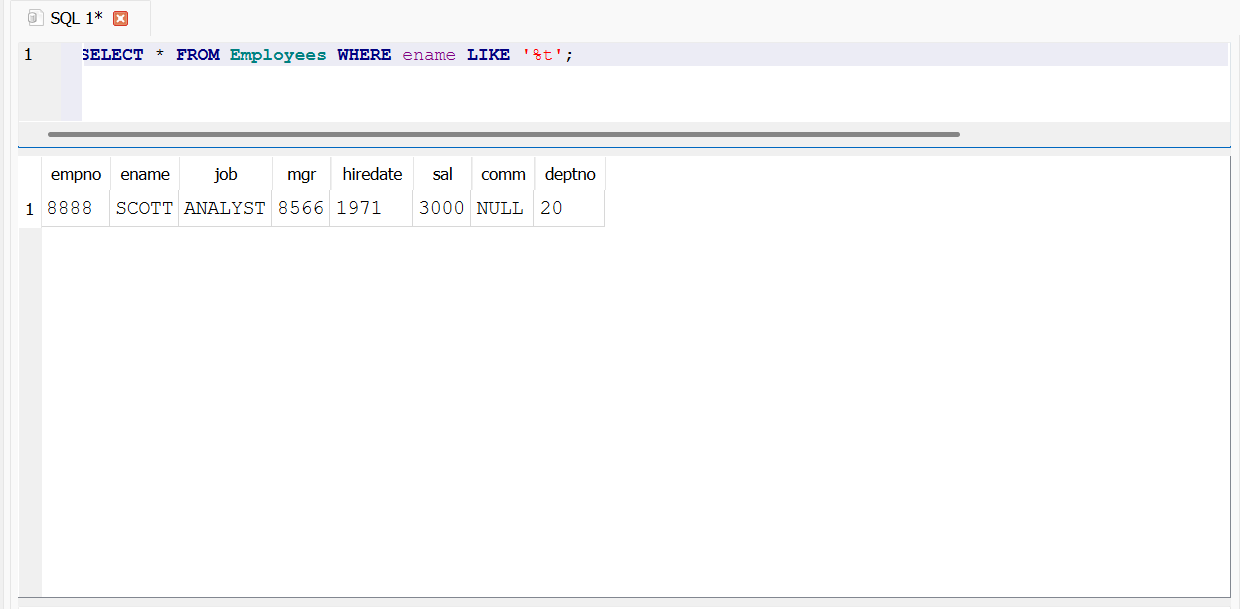 SQL 1*
1 SELECT * FROM Employees WHERE ename LIKE '%t';
empno ename job mgr hiredate sal comm deptno
1 8888 SCOTT ANALYST 8566 1971 3000 NULL 20